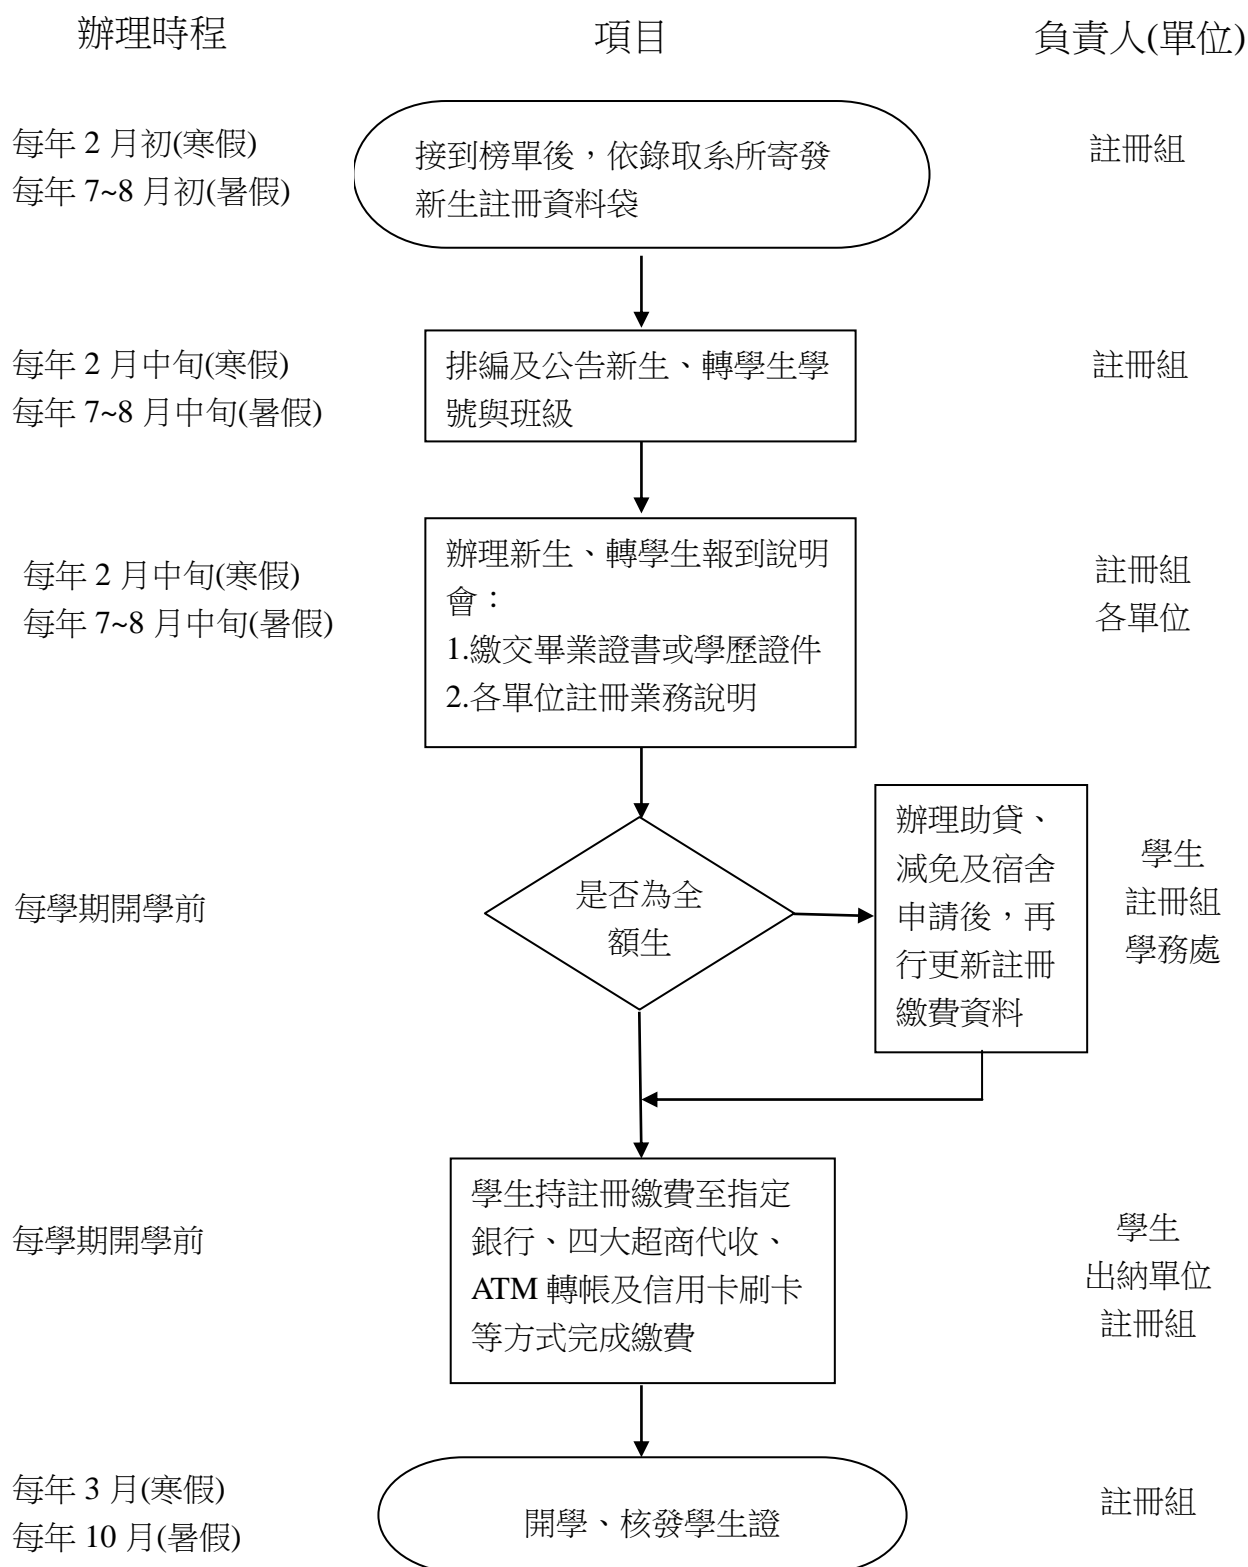 辦理時程
項目
負責人(單位)
每年 2 月初(寒假)
每年 7~8 月初(暑假)
接到榜單後，依錄取系所寄發
新生註冊資料袋
註冊組
每年 2 月中旬(寒假)
每年 7~8 月中旬(暑假)
排編及公告新生、轉學生學
號與班級
註冊組
每年 2 月中旬(寒假)
每年 7~8 月中旬(暑假)
辦理新生、轉學生報到說明
會：
1.繳交畢業證書或學歷證件
2.各單位註冊業務說明
註冊組
各單位
每學期開學前
是否為全
額生
辦理助貸、
減免及宿舍
申請後，再
行更新註冊
繳費資料
學生
註冊組
學務處
每學期開學前
學生持註冊繳費至指定
銀行、四大超商代收、
ATM 轉帳及信用卡刷卡
等方式完成繳費
學生
出納單位
註冊組
每年 3 月(寒假)
每年 10 月(暑假)
開學、核發學生證
註冊組